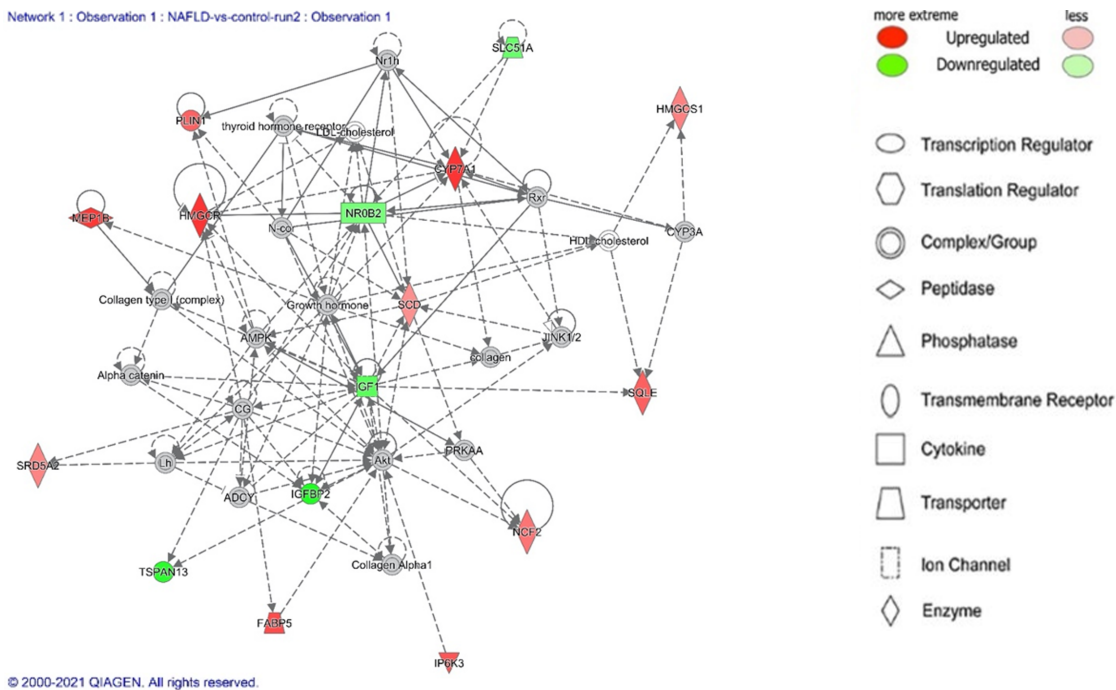 Network 1 : Observation 1 : NAFLD-vs-control-run2 : Observation 1
more extreme less
Upregulated
Downregulated
SLC51A
Nr1h
HMGCS1
PLIN1
thyroid hormone receptor
LDL-cholesterol
Transcription Regulator
CYP7A1
Translation Regulator
Rxr
MEP1B
HMGCR
NR0B2
N-cor
CYP3A
HDL-cholesterol
Complex/Group
Peptidase
Collagen type I (complex)
Growth hormone
SCD
AMPK
JINK1/2
Phosphatase
collagen
Alpha catenin
IGF1
SQLE
Transmembrane Receptor
CG
Cytokine
SRD5A2
Lh
Akt
PRKAA
ADCY
IGFBP2
Transporter
NCF2
TSPAN13
Collagen Alpha1
Ion Channel
Enzyme
FABP5
IP6K3
© 2000-2021 QIAGEN. All rights reserved.